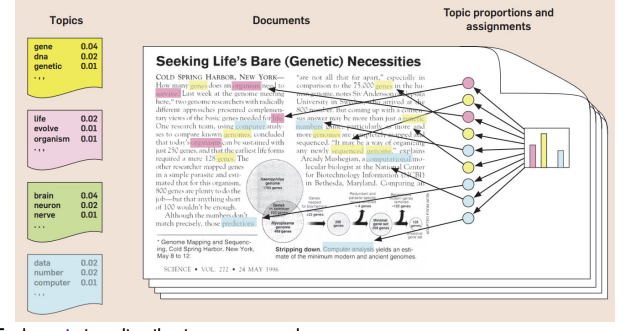 Topics
Documents
Topic proportions and
assignments
gene 0.04
dna 0.02
genetic 0.01
. , ,
life 0.02
evolve 0.01
organism 0.01
. , ,
brain 0.04
neuron 0.02
nerve 0.01
. . .
data 0.02
number 0.02
computer 0.01
. , ,
Seeking Life's Bare (Genetic) Necessities
COLD SPRING HARBOR, NEW YORK—
How many genes does an organism need to
survive? Last week at the genome meeting
here,* two genome researchers with radically
different approaches presented complemen-
tary views of the basic genes needed for life.
One research team, using computer analy-
ses to compare known genomes, concluded
that today's organisms can be sustained with
just 250 genes, and that the earliest life forms
required a mere 128 genes. The
other researcher mapped genes
in a simple parasite and esti-
mated that for this organism,
800 genes are plenty to do the
job—but that anything short
of 100 wouldn't be enough.
Although the numbers don't
match precisely, those predictions
* Genome Mapping and Sequenc-
ing, Cold Spring Harbor, New York,
May 8 to 12.
"are not all that far apart," especially in
comparison to the 75,000 genes in the hu-
genome, notes Siv Andersson
University in Swe who arrived at the
800 number. But coming up with a consen-
sus answer may be more than just a genetic
numbers game, particularly as more and
more genomes are completely mapped and
sequenced. "It may be a way of organizing
any newly sequenced genome," explains
Arcady Mushegian, a computational mo-
lecular biologist at the National Center
for Biotechnology Information (NCBI)
in Bethesda, Maryland. Comparing an
Haemophilus
genome
1703 genes
Mycoplasma
genome
469 genes
Stripping down. Computer analysis yields an esti-
mate of the minimum modern and ancient genomes.
SCIENCE • VOL. 272 • 24 MAY 1996